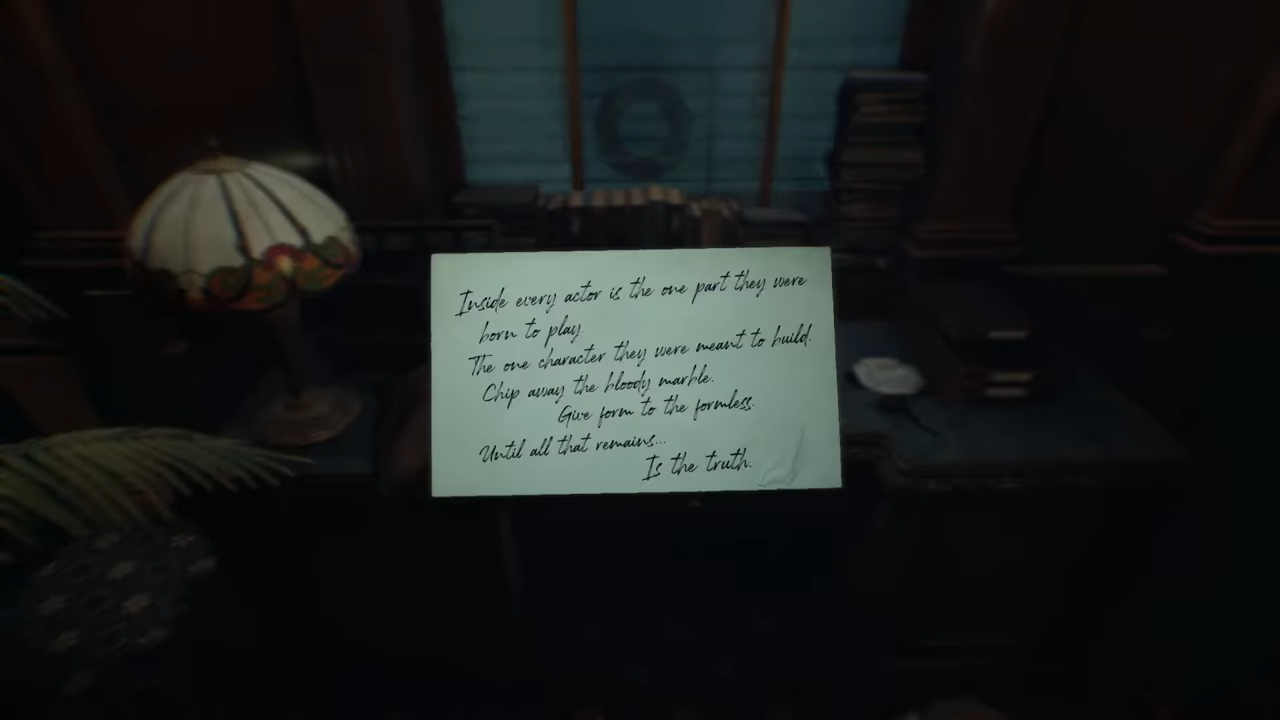 Inside every actor is the one part they were
born to play
The one character they were meant to build.
Chip away the bloody marble.
Give form to the formless.
Until all that remains...
Is the truth.